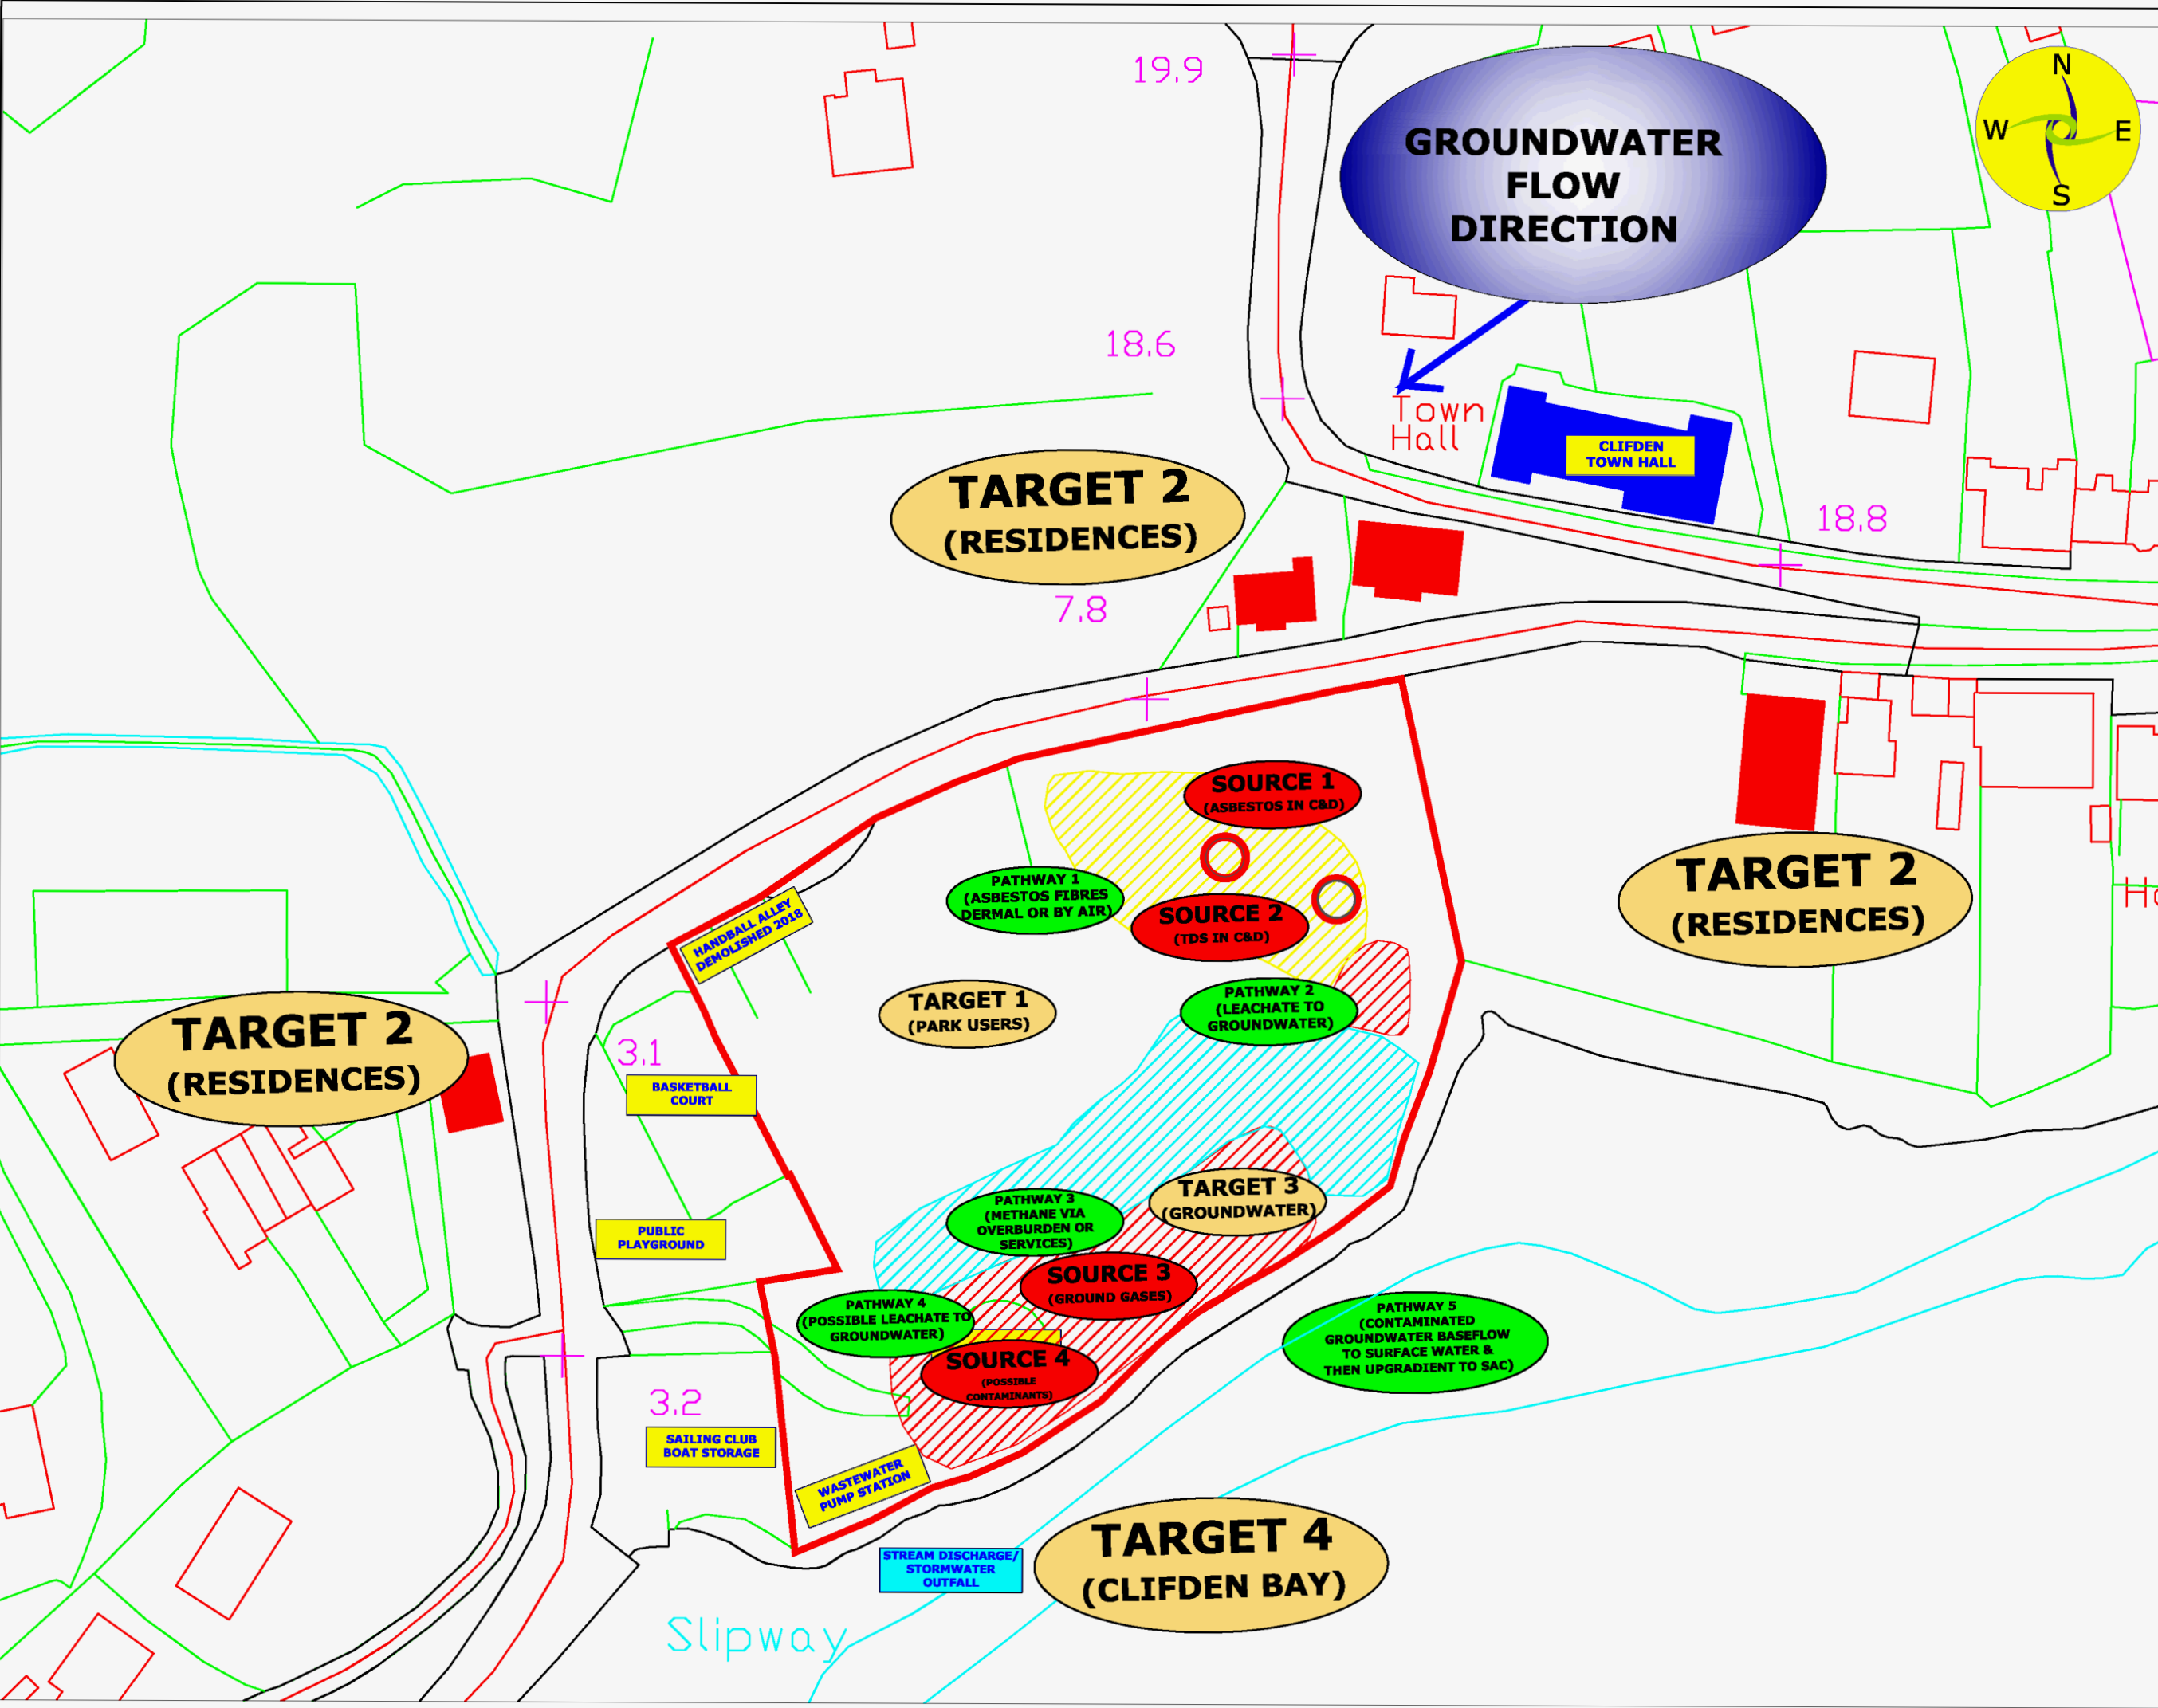 19.9
GROUNDWATER
FLOW
DIRECTION
N
W
E
S
18.6
Town
Hall
CLIFDEN
TOWN HALL
18.8
TARGET 2
(RESIDENCES)
7.8
SOURCE 1
(ASBESTOS IN C&D)
PATHWAY 1
(ASBESTOS FIBRES
DERMAL OR BY AIR)
SOURCE 2
(TDS IN C&D)
TARGET 2
(RESIDENCES)
HANDBALL ALLEY
DEMOLISHED 2018
TARGET 1
(PARK USERS)
PATHWAY 2
(LEACHATE TO
GROUNDWATER)
TARGET 2
(RESIDENCES)
3.1
BASKETBALL
COURT
PUBLIC
PLAYGROUND
PATHWAY 3
(METHANE VIA
OVERBURDEN OR
SERVICES)
TARGET 3
(GROUNDWATER)
SOURCE 3
(GROUND GASES)
PATHWAY 4
(POSSIBLE LEACHATE TO
GROUNDWATER)
PATHWAY 5
(CONTAMINATED
GROUNDWATER BASEFLOW
TO SURFACE WATER &
THEN UPGRADIENT TO SAC)
SOURCE 4
(POSSIBLE
CONTAMINANTS)
3.2
SAILING CLUB
BOAT STORAGE
WASTEWATER
PUMP STATION
STREAM DISCHARGE/
STORMWATER
OUTFALL
TARGET 4
(CLIFDEN BAY)
Slipway